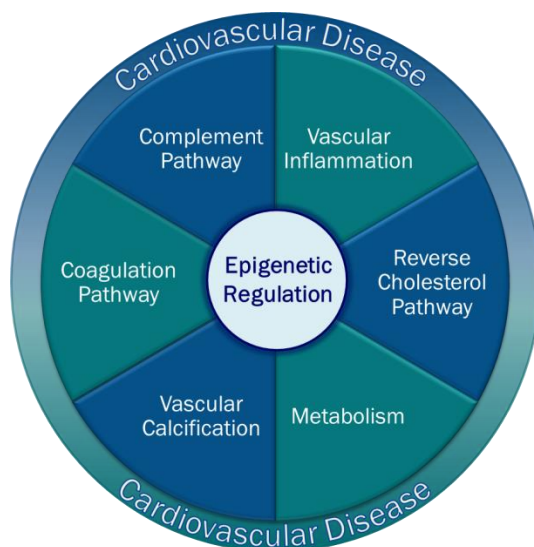 Cardiovascular Disease
Complement
Pathway
Vascular
Inflammation
Coagulation
Pathway
Epigenetic
Regulation
Reverse
Cholesterol
Pathway
Vascular
Calcification
Metabolism
Cardiovascular Disease